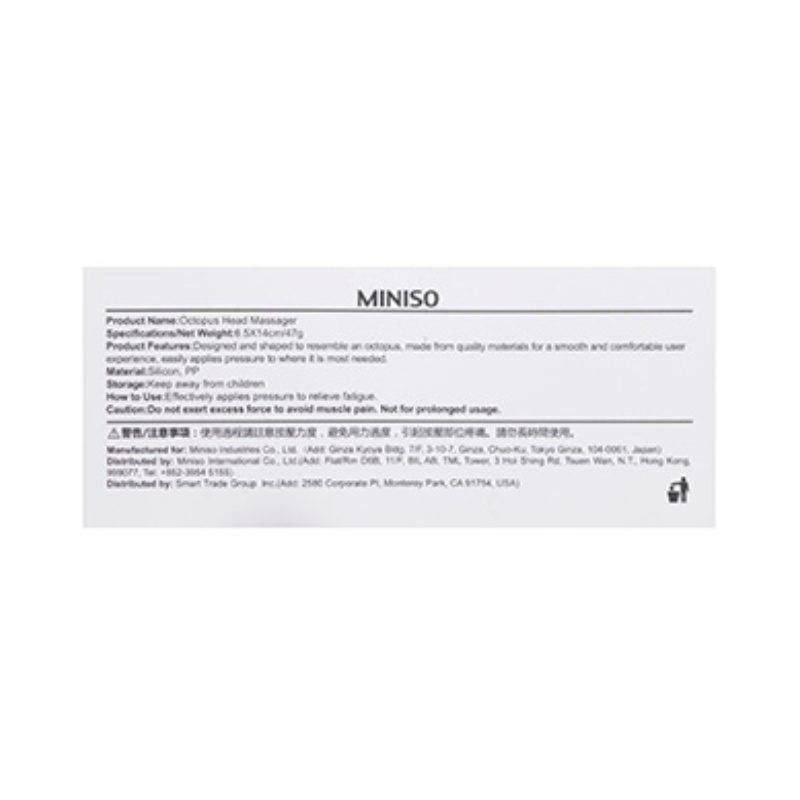 MINISO
Product Name:Octopus Head Massager
Specifications/Net Weight:6.5X14cm/47g
Product Features:Designed and shaped to resemble an octopus, made from quality materials for a smooth and comfortable user
experience, easily applies pressure to where it is most needed.
Material:Silicon, PP
Storage:Keep away from children
How to Use:Effectively applies pressure to relieve fatigue.
Caution:Do not exert excess force to avoid muscle pain. Not for prolonged usage.
⚠警告/注意事項：使用過程請註意按壓力度，避免用力過度，引起按壓部位疼痛。請勿長時間使用。
Manufactured for: Miniso Industries Co., Ltd. (Add: Ginza Kyoya Bldg. 7/F, 3-10-7, Ginza, Chuo-Ku, Tokyo Ginza, 104-0061, Japan)
Distributed by: Miniso International Co., Ltd.(Add: Flat/Rm D9B, 11/F, Blk AB, TML Tower, 3 Hoi Shing Rd, Tsuen Wan, N.T., Hong Kong,
999077, Tel: +852-3954 5155)
Distributed by: Smart Trade Group Inc.(Add: 2580 Corporate Pl, Monterey Park, CA 91754, USA)